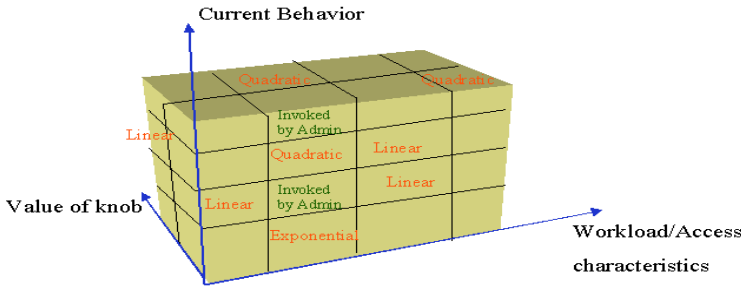 Current Behavior
Quadratic
Quadratic
Invoked
by Admin
Linear
Quadratic
Linear
Linear
Invoked
by Admin
Linear
Value of knob
Exponential
Workload/Access
characteristics